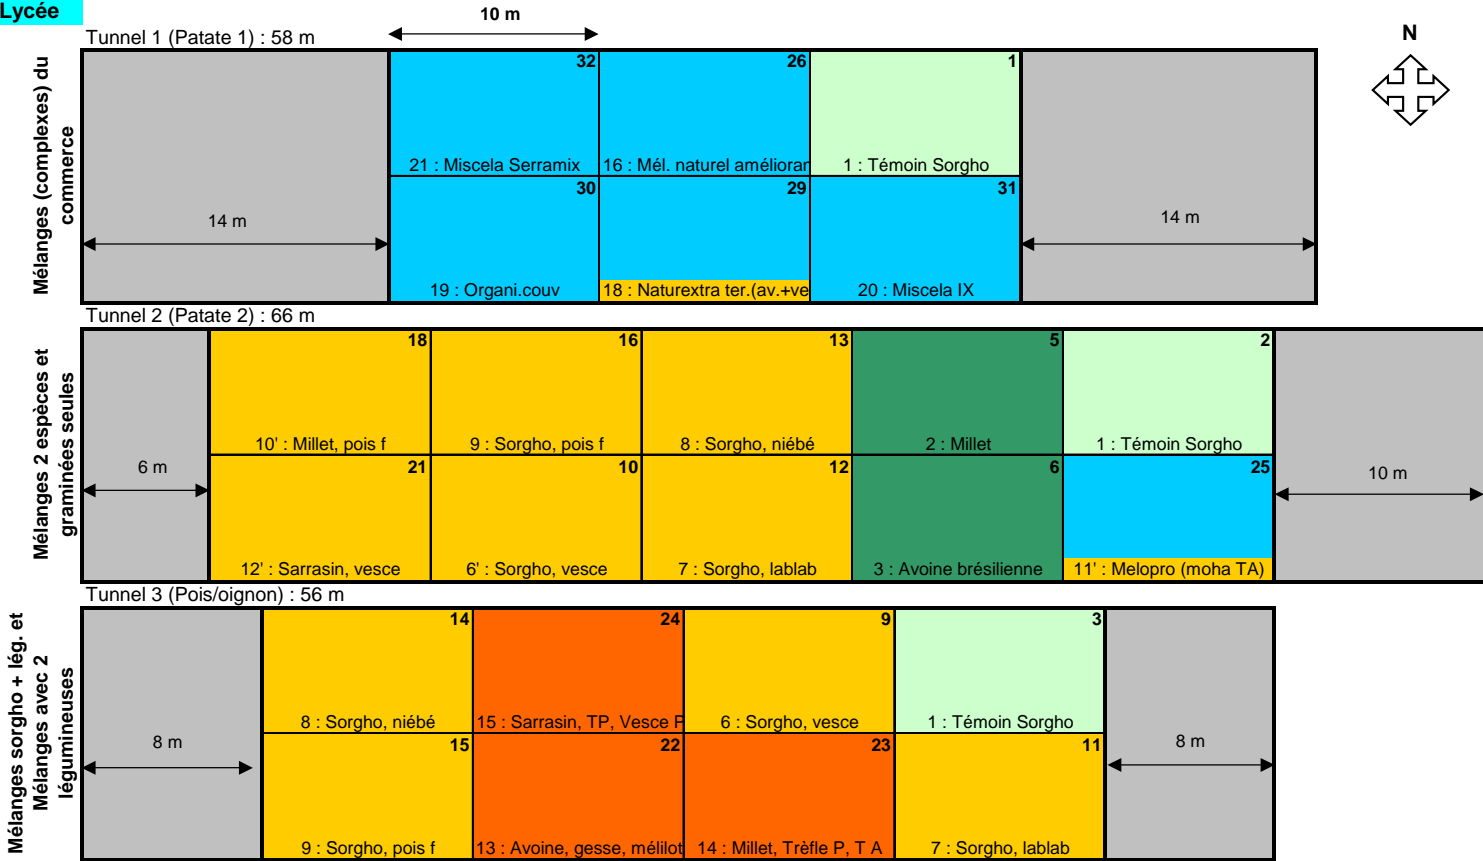 Lycée
10 m
N
Tunnel 1 (Patate 1) : 58 m
Mélanges (complexes) du
commerce
32
26
1
21 : Miscela Serramix
16 : Mél. naturel améliorar
1 : Témoin Sorgho
14 m
30
29
31
14 m
19 : Organi.couv
18 : Naturextra ter.(av.+ve
20 : Miscela IX
Tunnel 2 (Patate 2) : 66 m
Mélanges 2 espèces et
graminées seules
18
16
13
5
2
10' : Millet, pois f
9 : Sorgho, pois f
8 : Sorgho, niébé
2 : Millet
1 : Témoin Sorgho
6 m
21
10
12
6
25
10 m
12' : Sarrasin, vesce
6' : Sorgho, vesce
7 : Sorgho, lablab
3 : Avoine brésilienne
11' : Melopro (moha TA)
Tunnel 3 (Pois/oignon) : 56 m
Mélanges sorgho + lég. et
Mélanges avec 2
légumineuses
14
24
9
3
8 : Sorgho, niébé
15 : Sarrasin, TP, Vesce P
6 : Sorgho, vesce
1 : Témoin Sorgho
8 m
15
22
23
11
8 m
9 : Sorgho, pois f
13 : Avoine, gesse, mélilot
14 : Millet, Trèfle P, T A
7 : Sorgho, lablab